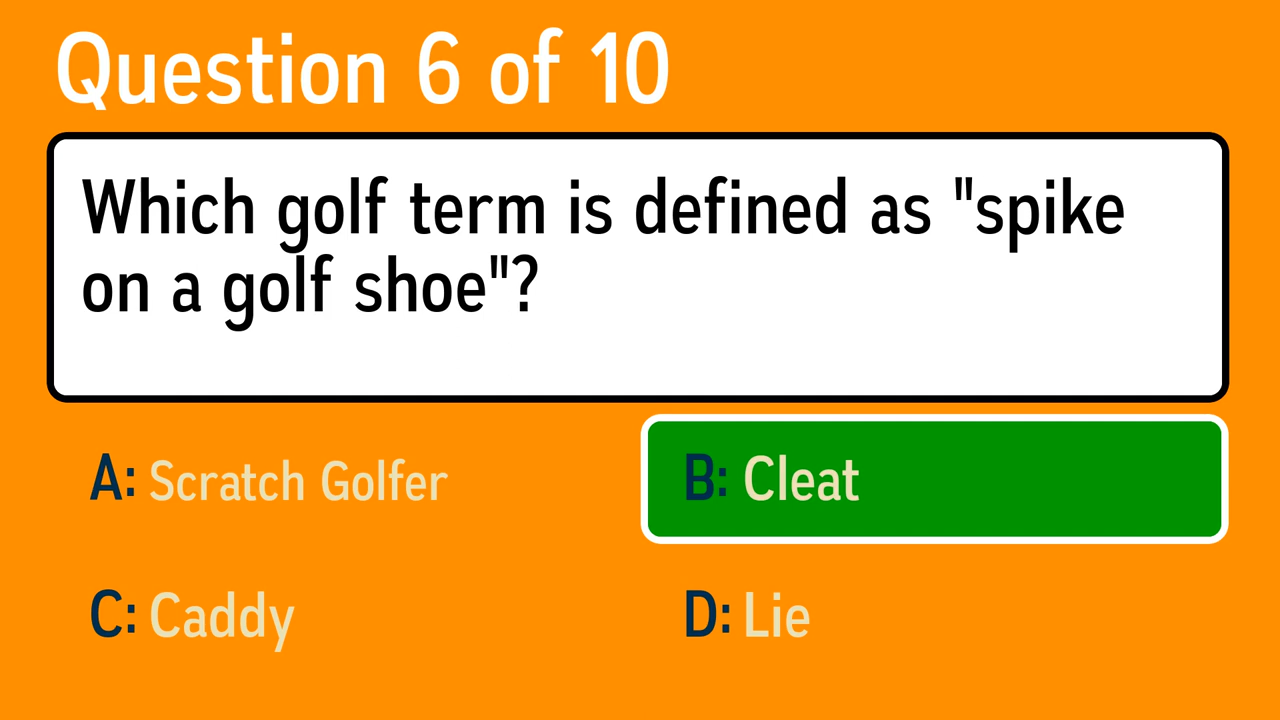 Question 6 of 10
Which golf term is defined as "spike
on a golf shoe"?
A: Scratch Golfer
B: Cleat
C: Caddy
D: Lie